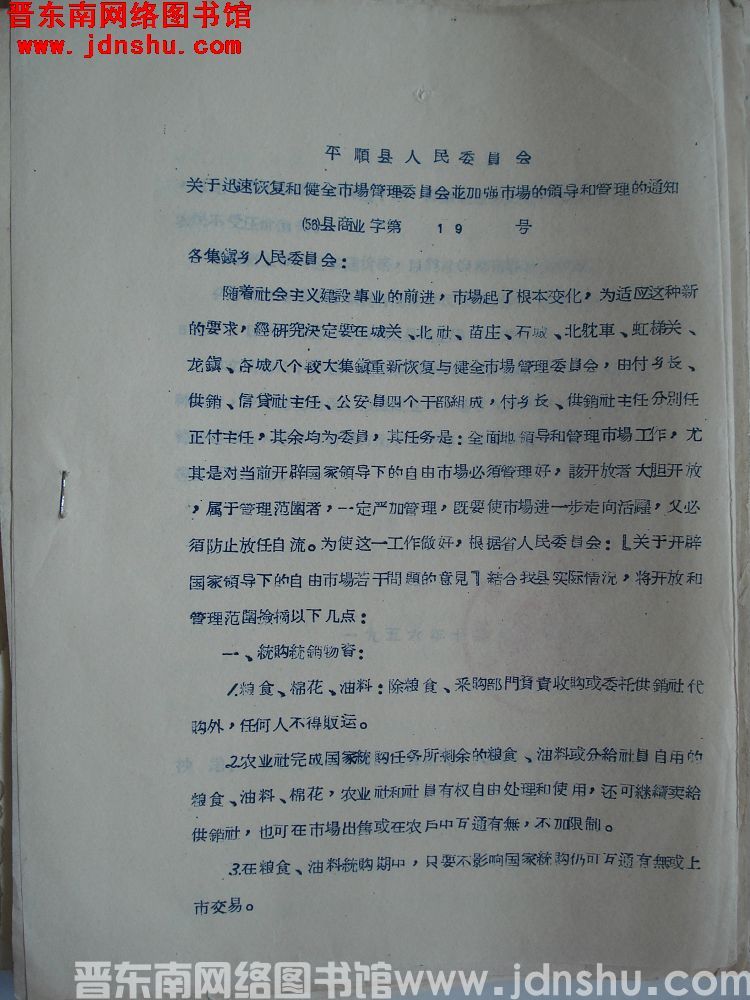 晋东南网络图书馆
www.jdnshu.com
平順县人民委員会
关于迅速恢复和健全市場管理委員会並加强市場的領导和管理的通知
(56)县商业字第 19 号
各集鎭乡人民委員会：
随着社会主义建設事业的前进，市場起了根本变化，为适应这种新
的要求，經研究决定要在城关、北社、苗庄、石城、北耽車、虹梯关、
龙鎭、杏城八个較大集鎭重新恢复与健全市場管理委員会，由付乡长、
供銷、信貸社主任、公安員四个干部組成，付乡长、供銷社主任分別任
正付主任，其余均为委員，其任务是：全面地領导和管理市場工作，尤
其是对当前开辟国家領导下的自由市場必須管理好，該开放者大胆开放
，属于管理范圍者，一定严加管理，旣要使市場进一步走向活躍，又必
須防止放任自流。为使这一工作做好，根据省人民委員会：『关于开辟
国家領导下的自由市場若干問題的意見』結合我县实际情况，将开放和
管理范圍摘以下几点：
一、統购統銷物資：
1.粮食、棉花、油料：除粮食、采购部門負責收购或委托供銷社代
购外，任何人不得販运。
2.农业社完成国家統购任务所剩余的粮食、油料或分給社員自用的
粮食、油料、棉花，农业社和社員有权自由处理和使用，还可継續卖給
供銷社，也可在市場出售或在农戶中互通有無，不加限制。
3.在粮食、油料統购期中，只要不影响国家統购仍可互通有無或上
市交易。
晋东南网络图书馆www.jdnshu.com